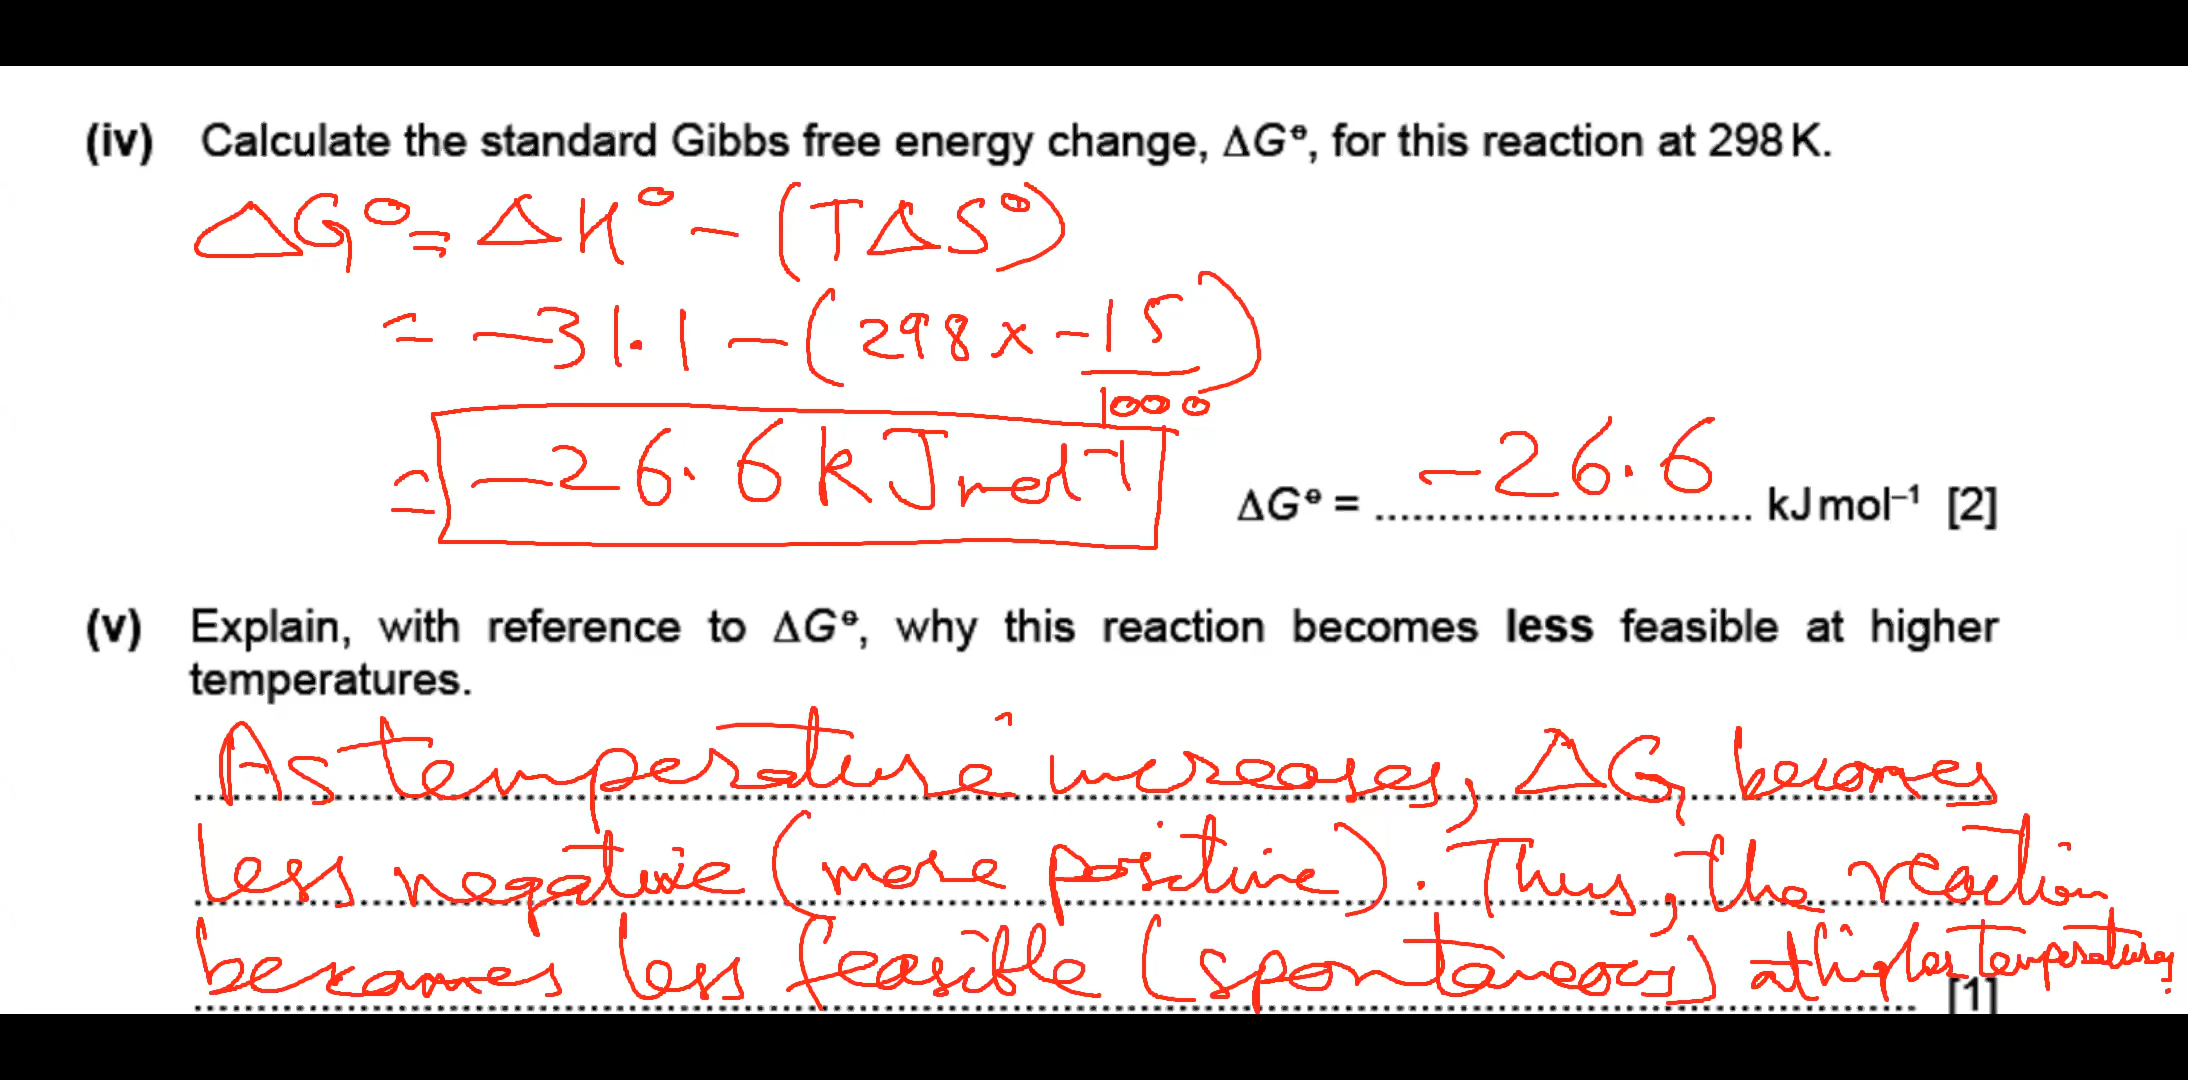 (iv) Calculate the standard Gibbs free energy change, ΔG⦵, for this reaction at 298 K.
ΔG⦵ = ΔH⦵ − (TΔS⦵)
= −31.1 − (298 x −15/1000)
= −26.6 kJ mol⁻¹
ΔG⦵ = −26.6 kJ mol⁻¹ [2]
(v) Explain, with reference to ΔG⦵, why this reaction becomes less feasible at higher
temperatures.
As temperature increases, ΔG becomes
less negative (more positive). Thus, the reaction
becomes less feasible (spontaneous) at higher temperatures.
[1]